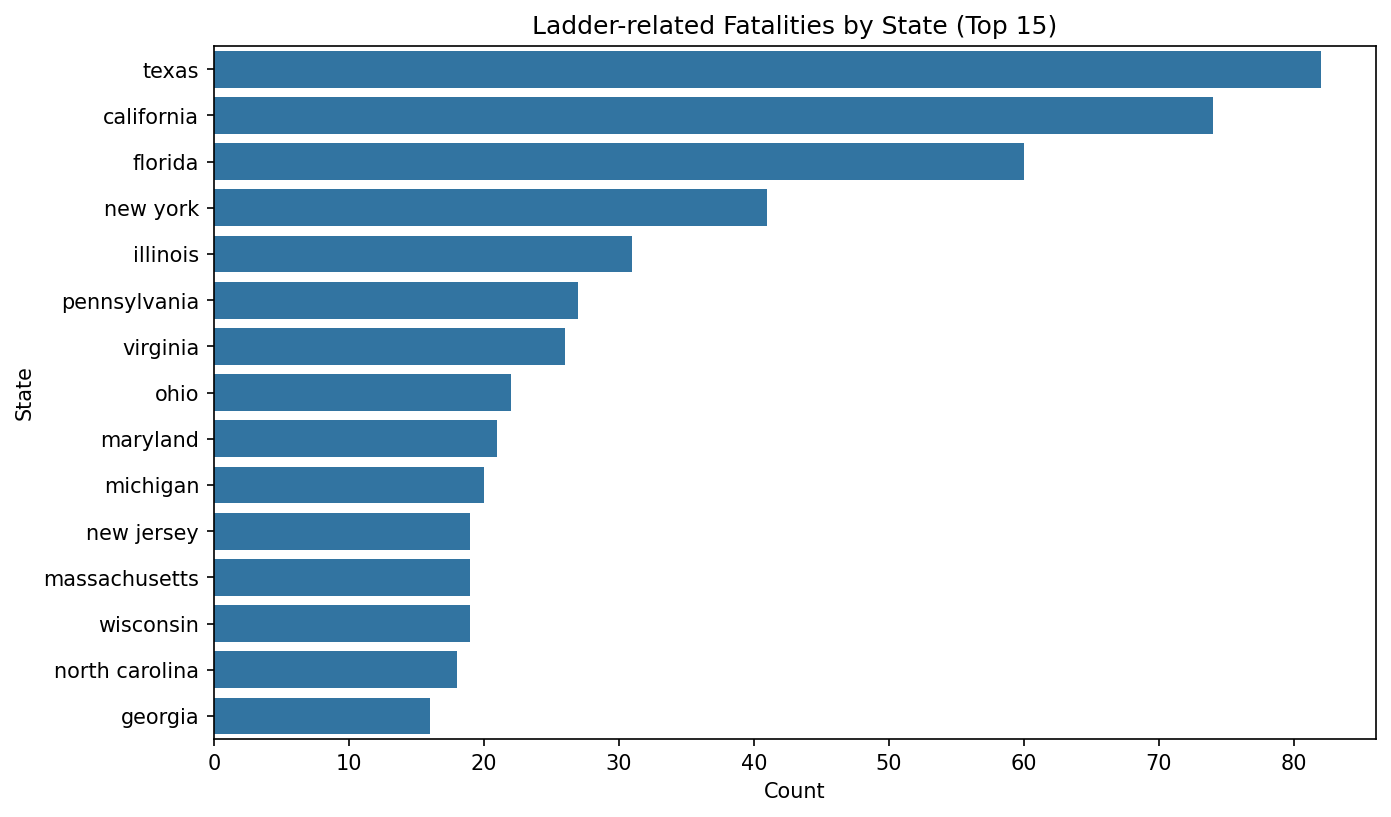 Ladder-related Fatalities by State (Top 15)
State
texas
california
florida
new york
illinois
pennsylvania
virginia
ohio
maryland
michigan
new jersey
massachusetts
wisconsin
north carolina
georgia
0 10 20 30 40 50 60 70 80
Count